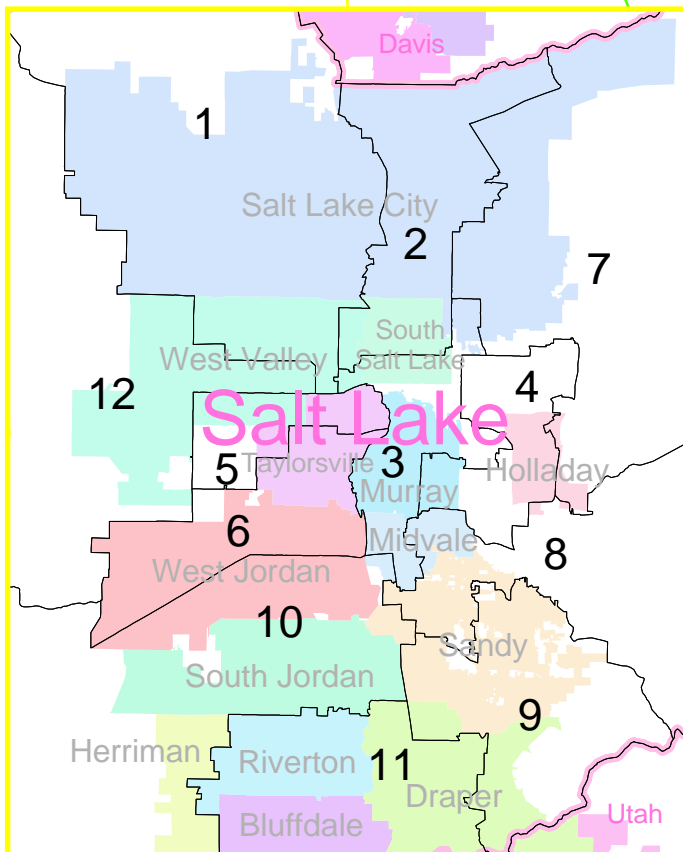 Davis
1
Salt Lake City
2
7
South
Salt Lake
West Valley
12
4
Salt Lake
5
Taylorsville
3
Holladay
Murray
6
Midvale
8
West Jordan
10
Sandy
South Jordan
9
Herriman
Riverton
11
Draper
Utah
Bluffdale